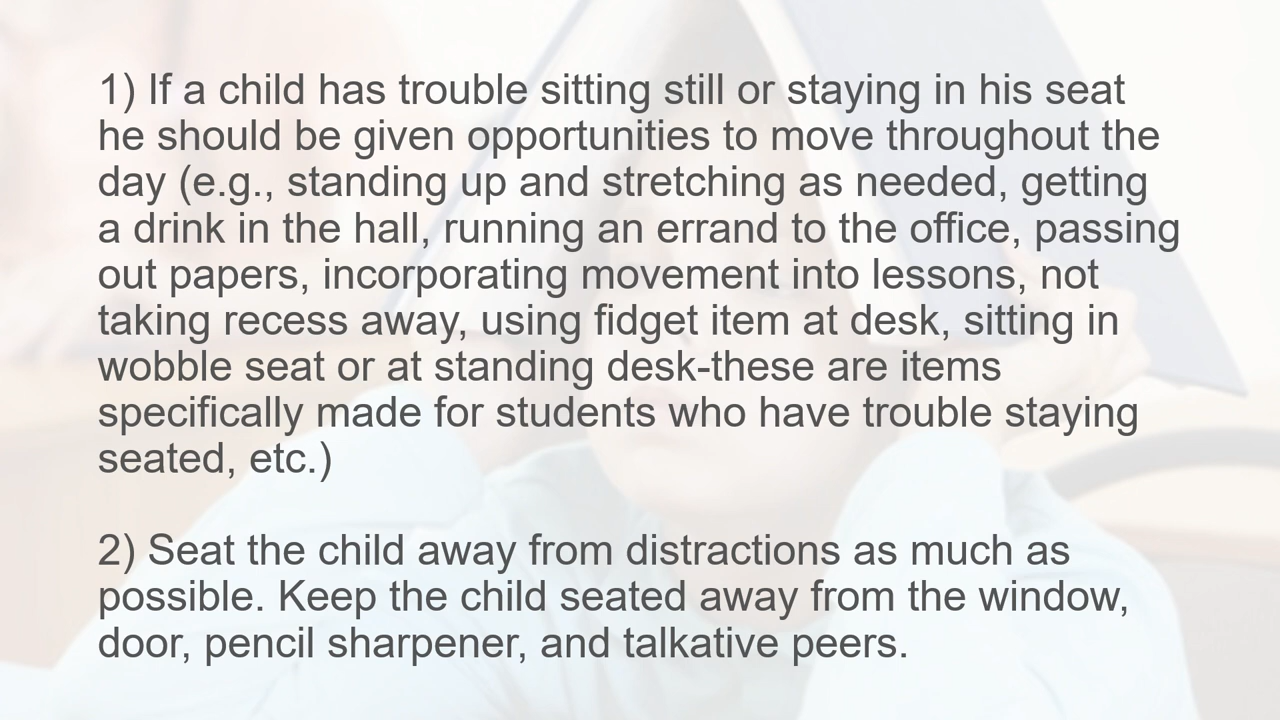 1) If a child has trouble sitting still or staying in his seat
he should be given opportunities to move throughout the
day (e.g., standing up and stretching as needed, getting
a drink in the hall, running an errand to the office, passing
out papers, incorporating movement into lessons, not
taking recess away, using fidget item at desk, sitting in
wobble seat or at standing desk-these are items
specifically made for students who have trouble staying
seated, etc.)
2) Seat the child away from distractions as much as
possible. Keep the child seated away from the window,
door, pencil sharpener, and talkative peers.